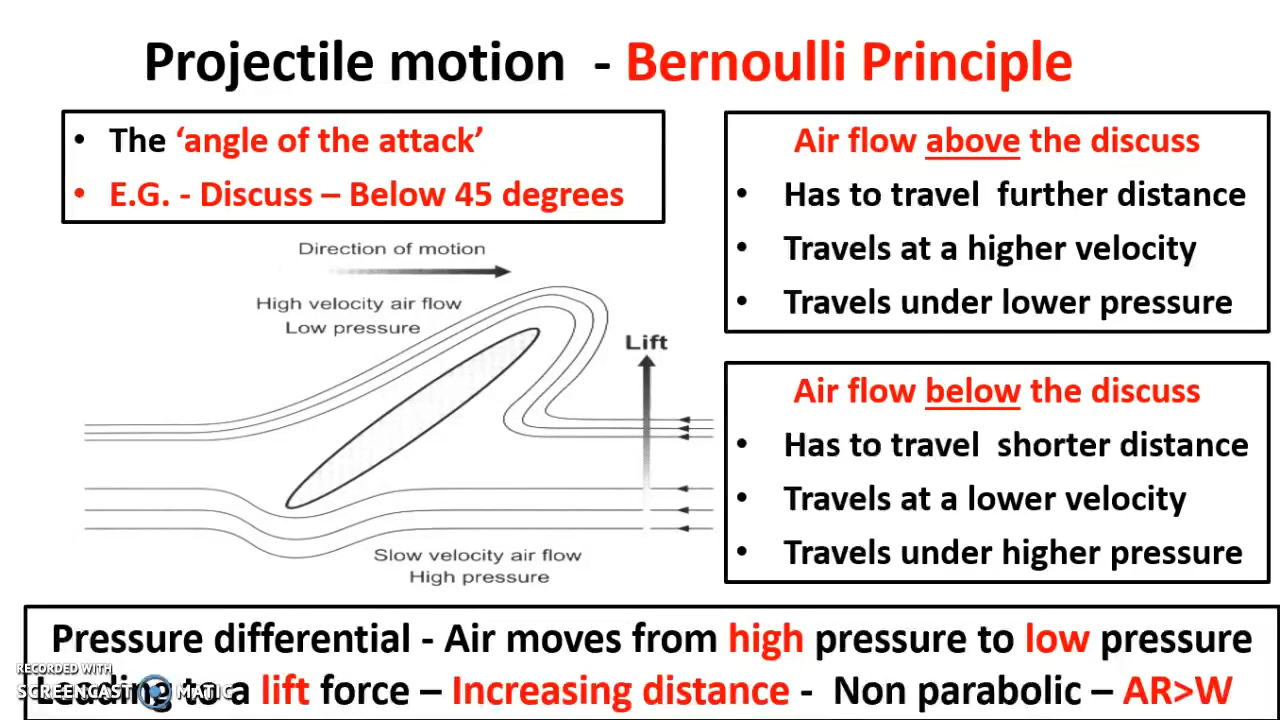 Projectile motion - Bernoulli Principle
• The ‘angle of the attack’
• E.G. - Discuss – Below 45 degrees
Direction of motion
High velocity air flow
Low pressure
Lift
Slow velocity air flow
High pressure
Air flow above the discuss
• Has to travel further distance
• Travels at a higher velocity
• Travels under lower pressure
Air flow below the discuss
• Has to travel shorter distance
• Travels at a lower velocity
• Travels under higher pressure
Pressure differential - Air moves from high pressure to low pressure
Leading to a lift force – Increasing distance - Non parabolic – AR>W
RECORDED WITH
SCREENCAST MATIC